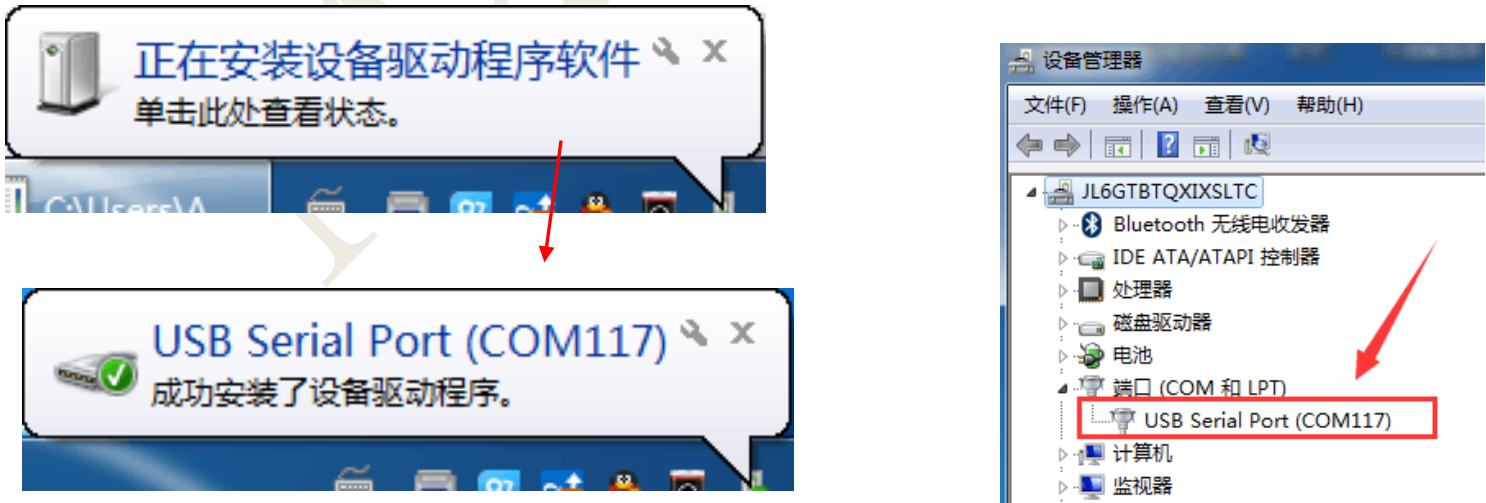 正在安装设备驱动程序软件
单击此处查看状态。
C:\Users\A
USB Serial Port (COM117)
成功安装了设备驱动程序。
设备管理器
文件(F) 操作(A) 查看(V) 帮助(H)
JL6GTBTQXIXSLTC
Bluetooth 无线电收发器
IDE ATA/ATAPI 控制器
处理器
磁盘驱动器
电池
端口 (COM 和 LPT)
USB Serial Port (COM117)
计算机
监视器